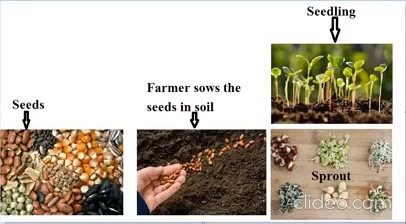 Seedling
Farmer sows the
seeds in soil
Seeds
Sprout
clideo.com